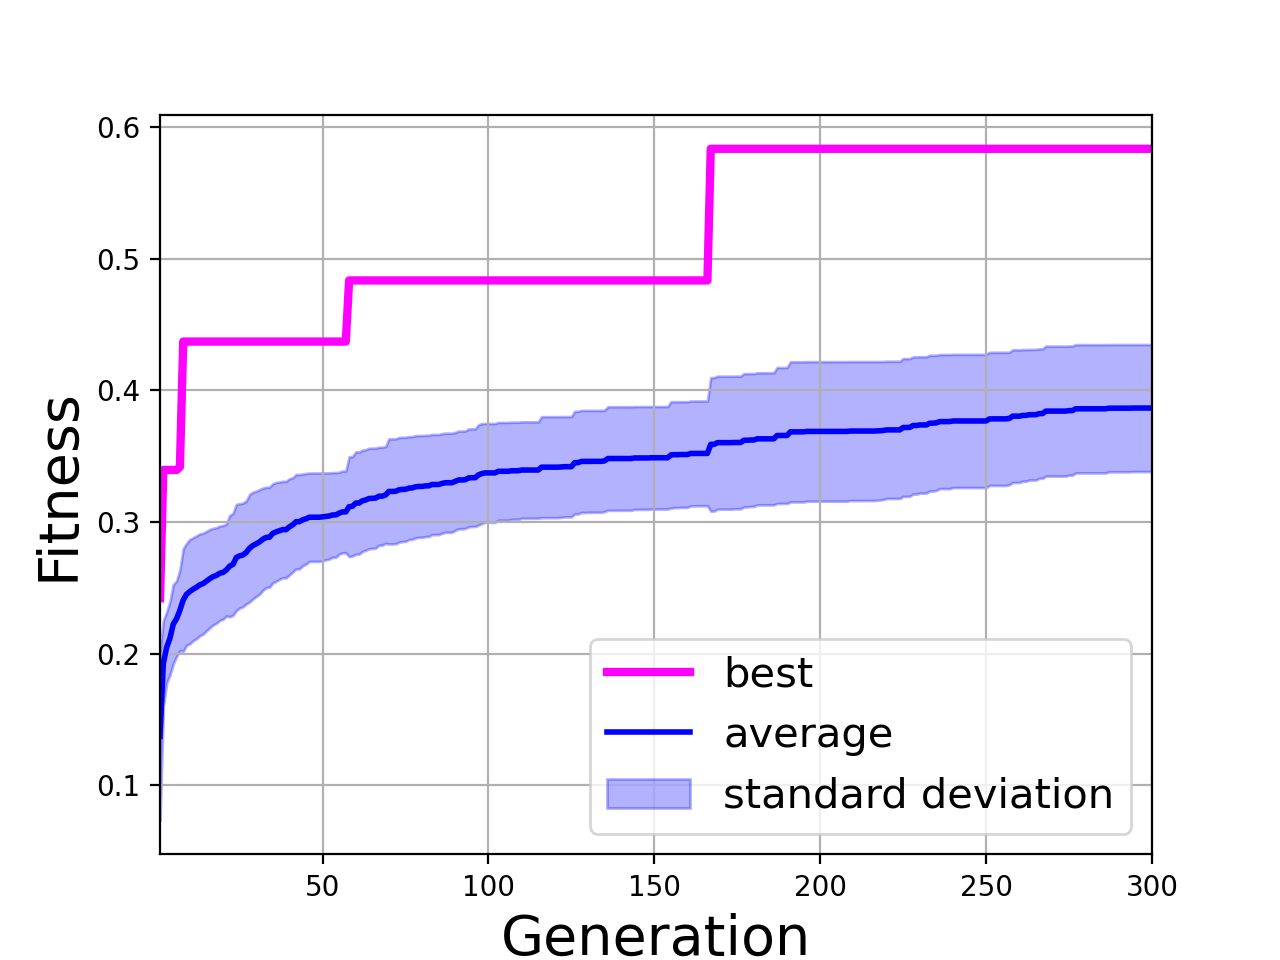 0.6
0.5
0.4
0.3
0.2
0.1
Fitness
best
average
standard deviation
50 100 150 200 250 300
Generation